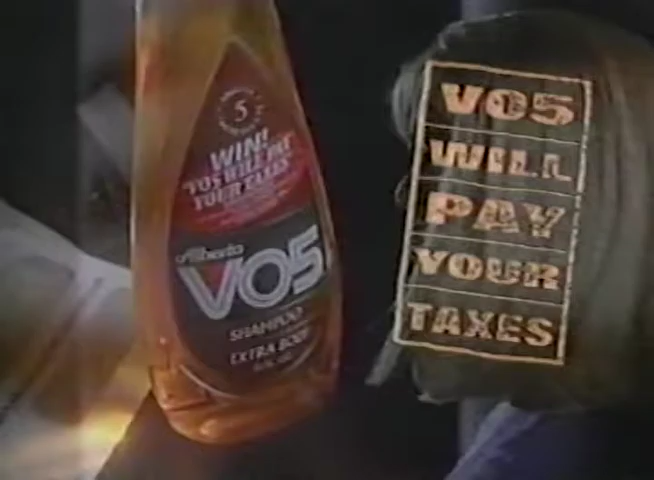 5
WIN!
"VO5 WILL PAY
YOUR TAXES"
Alberto
VO5
SHAMPOO
EXTRA BODY
VO5
WILL
PAY
YOUR
TAXES